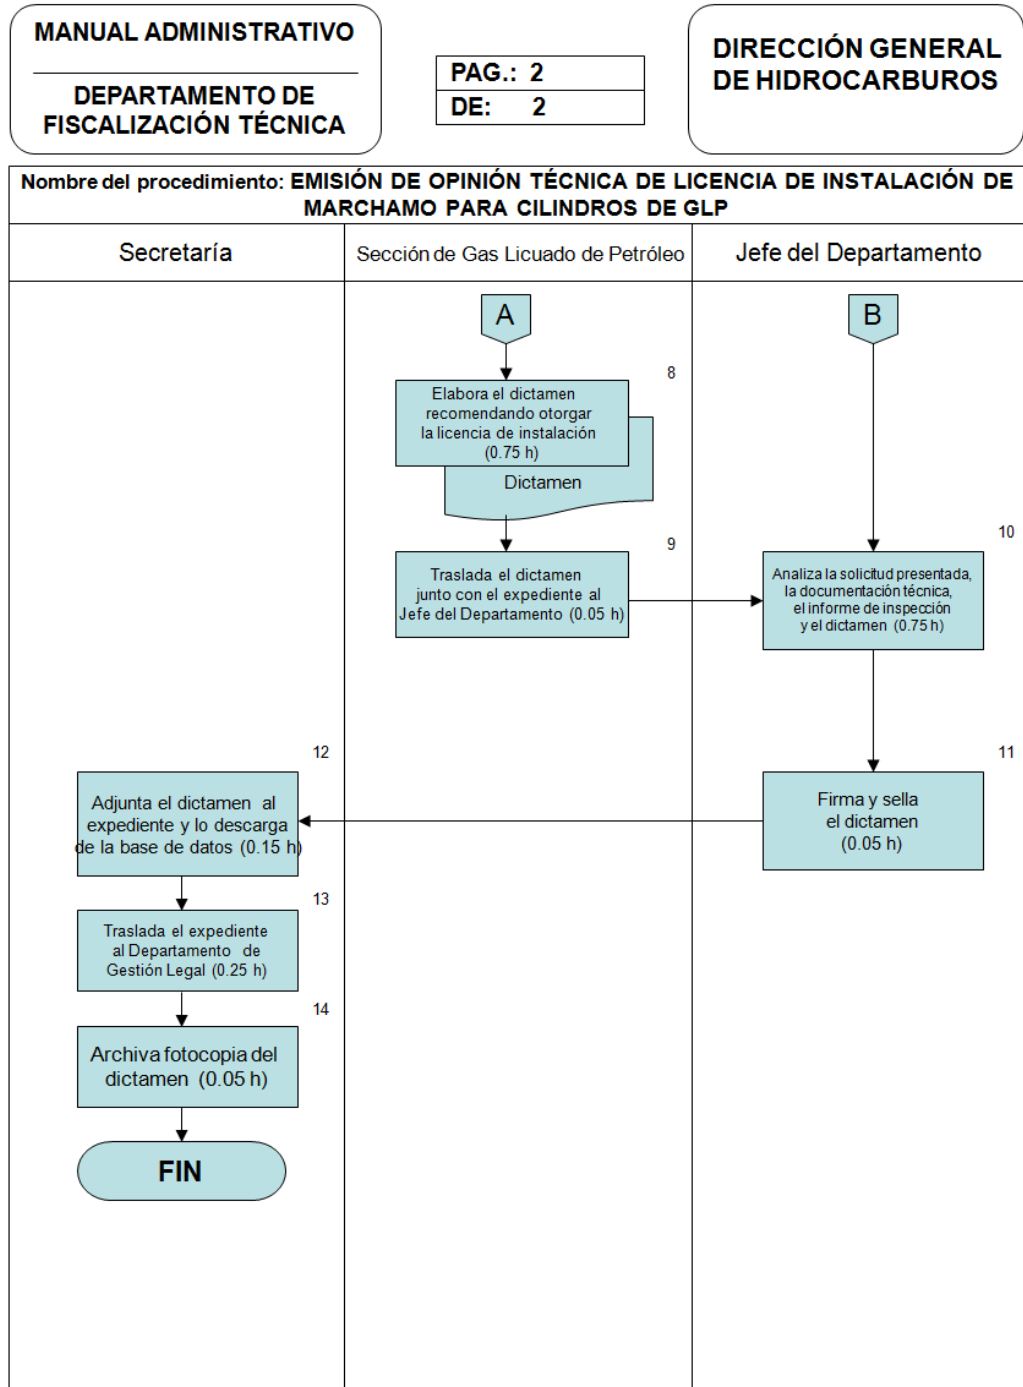 MANUAL ADMINISTRATIVO
DEPARTAMENTO DE
FISCALIZACIÓN TÉCNICA
PAG.: 2
DE: 2
DIRECCIÓN GENERAL
DE HIDROCARBUROS
Nombre del procedimiento: EMISIÓN DE OPINIÓN TÉCNICA DE LICENCIA DE INSTALACIÓN DE
MARCHAMO PARA CILINDROS DE GLP
Secretaría
Sección de Gas Licuado de Petróleo
Jefe del Departamento
A
B
8
Elabora el dictamen
recomendando otorgar
la licencia de instalación
(0.75 h)
Dictamen
9
Traslada el dictamen
junto con el expediente al
Jefe del Departamento (0.05 h)
10
Analiza la solicitud presentada,
la documentación técnica,
el informe de inspección
y el dictamen (0.75 h)
11
Firma y sella
el dictamen
(0.05 h)
12
Adjunta el dictamen al
expediente y lo descarga
de la base de datos (0.15 h)
13
Traslada el expediente
al Departamento de
Gestión Legal (0.25 h)
14
Archiva fotocopia del
dictamen (0.05 h)
FIN